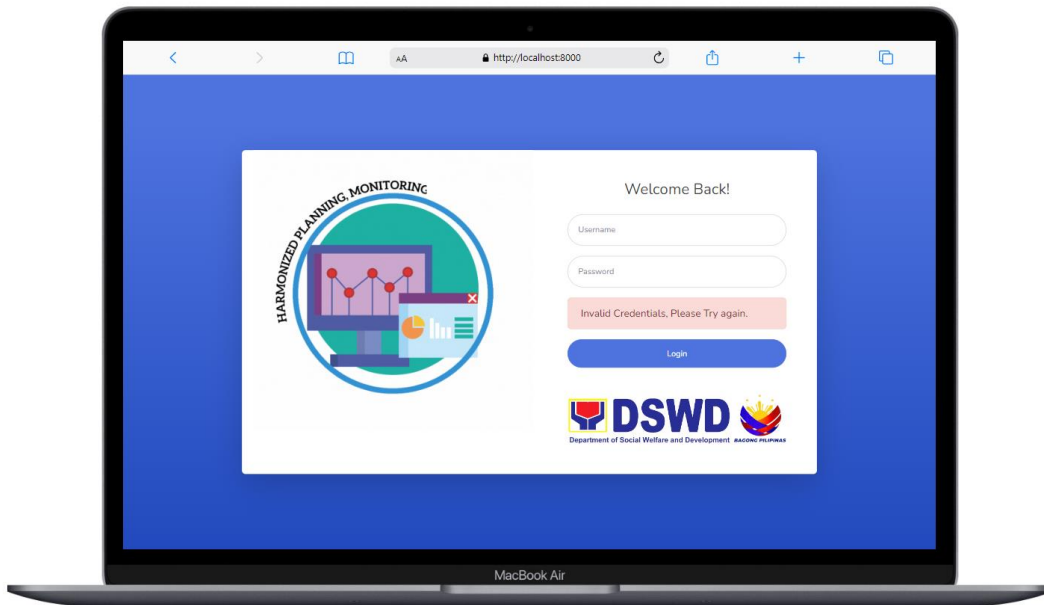 AA
http://localhost:8000
HARMONIZED PLANNING, MONITORING
Welcome Back!
Username
Password
Invalid Credentials, Please Try again.
Login
DSWD
Department of Social Welfare and Development
BAGONG PILIPINAS
MacBook Air